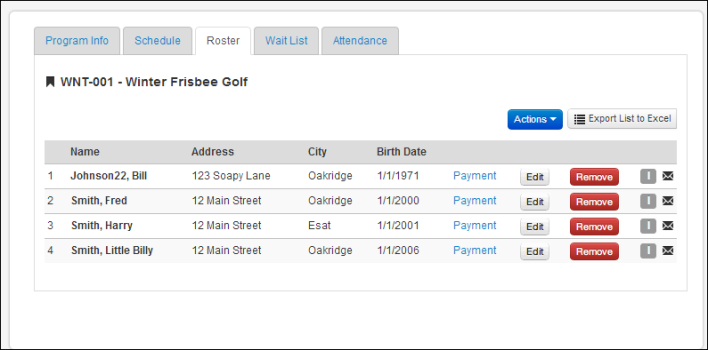 Program Info Schedule Roster Wait List Attendance
WNT-001 - Winter Frisbee Golf
Actions Export List to Excel
Name Address City Birth Date
1 Johnson22, Bill 123 Soapy Lane Oakridge 1/1/1971 Payment Edit Remove I
2 Smith, Fred 12 Main Street Oakridge 1/1/2000 Payment Edit Remove I
3 Smith, Harry 12 Main Street Esat 1/1/2001 Payment Edit Remove I
4 Smith, Little Billy 12 Main Street Oakridge 1/1/2006 Payment Edit Remove I